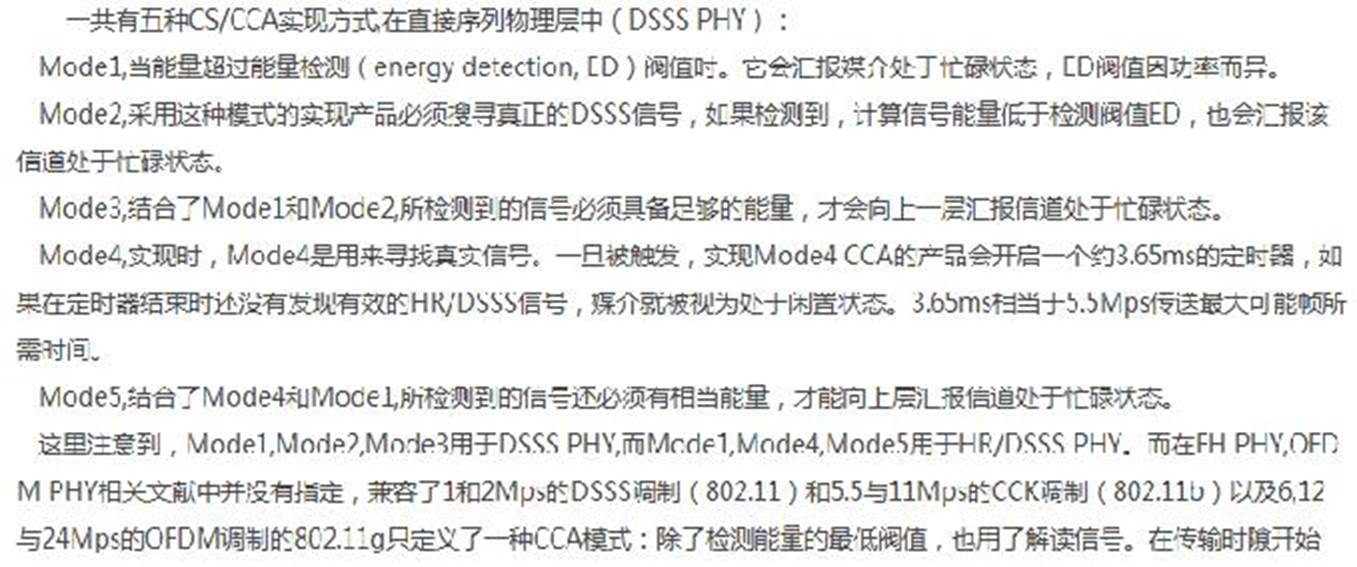 一共有五种CS/CCA实现方式,在直接序列物理层中（DSSS PHY）：
Mode1,当能量超过能量检测（energy detection, ED）阀值时。它会汇报媒介处于忙碌状态，ED阀值因功率而异。
Mode2,采用这种模式的实现产品必须搜寻真正的DSSS信号，如果检测到，计算信号能量低于检测阀值ED，也会汇报该
信道处于忙碌状态。
Mode3,结合了Mode1和Mode2,所检测到的信号必须具备足够的能量，才会向上一层汇报信道处于忙碌状态。
Mode4,实现时，Mode4是用来寻找真实信号。一旦被触发，实现Mode4 CCA的产品会开启一个约3.65ms的定时器，如
果在定时器结束时还没有发现有效的HR/DSSS信号，媒介就被视为处于闲置状态。3.65ms相当于5.5Mps传送最大可能帧所
需时间。
Mode5,结合了Mode4和Mode1,所检测到的信号还必须有相当能量，才能向上层汇报信道处于忙碌状态。
这里注意到，Mode1,Mode2,Mode3用于DSSS PHY,而Mode1,Mode4,Mode5用于HR/DSSS PHY。而在FH PHY,OFD
M PHY相关文献中并没有指定，兼容了1和2Mps的DSSS调制（802.11）和5.5与11Mps的CCK调制（802.11b）以及6,12
与24Mps的OFDM调制的802.11g只定义了一种CCA模式：除了检测能量的最低阀值，也用了解读信号。在传输时隙开始